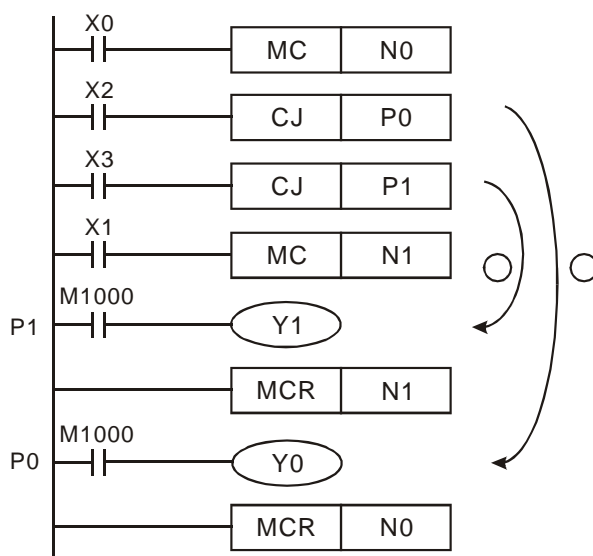 X0
MC N0
X2
CJ P0
X3
CJ P1
X1
MC N1
M1000
P1 Y1
MCR N1
M1000
P0 Y0
MCR N0